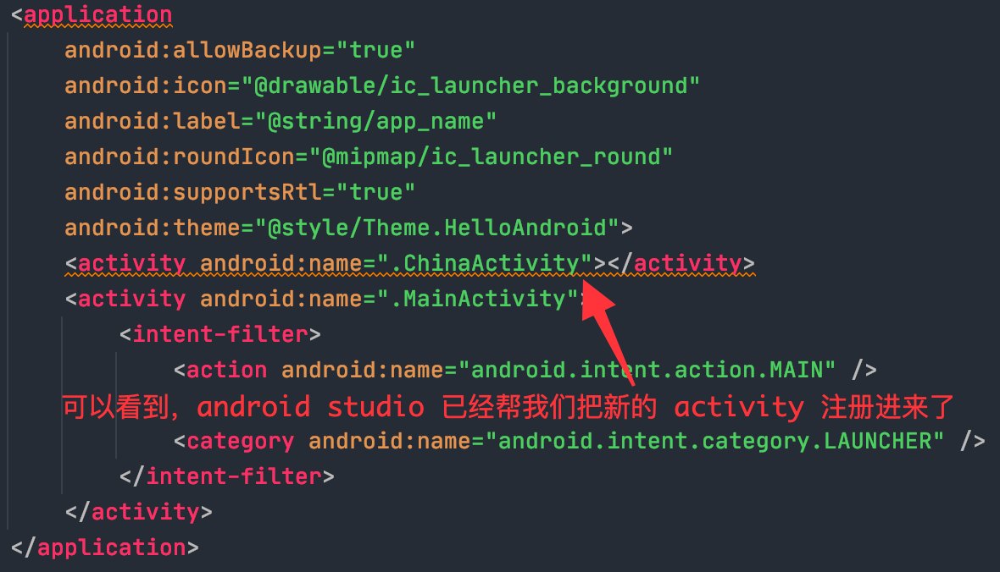 <application
android:allowBackup="true"
android:icon="@drawable/ic_launcher_background"
android:label="@string/app_name"
android:roundIcon="@mipmap/ic_launcher_round"
android:supportsRtl="true"
android:theme="@style/Theme.HelloAndroid">
<activity android:name=".ChinaActivity"></activity>
<activity android:name=".MainActivity">
<intent-filter>
<action android:name="android.intent.action.MAIN" />
可以看到，android studio 已经帮我们把新的 activity 注册进来了
<category android:name="android.intent.category.LAUNCHER" />
</intent-filter>
</activity>
</application>